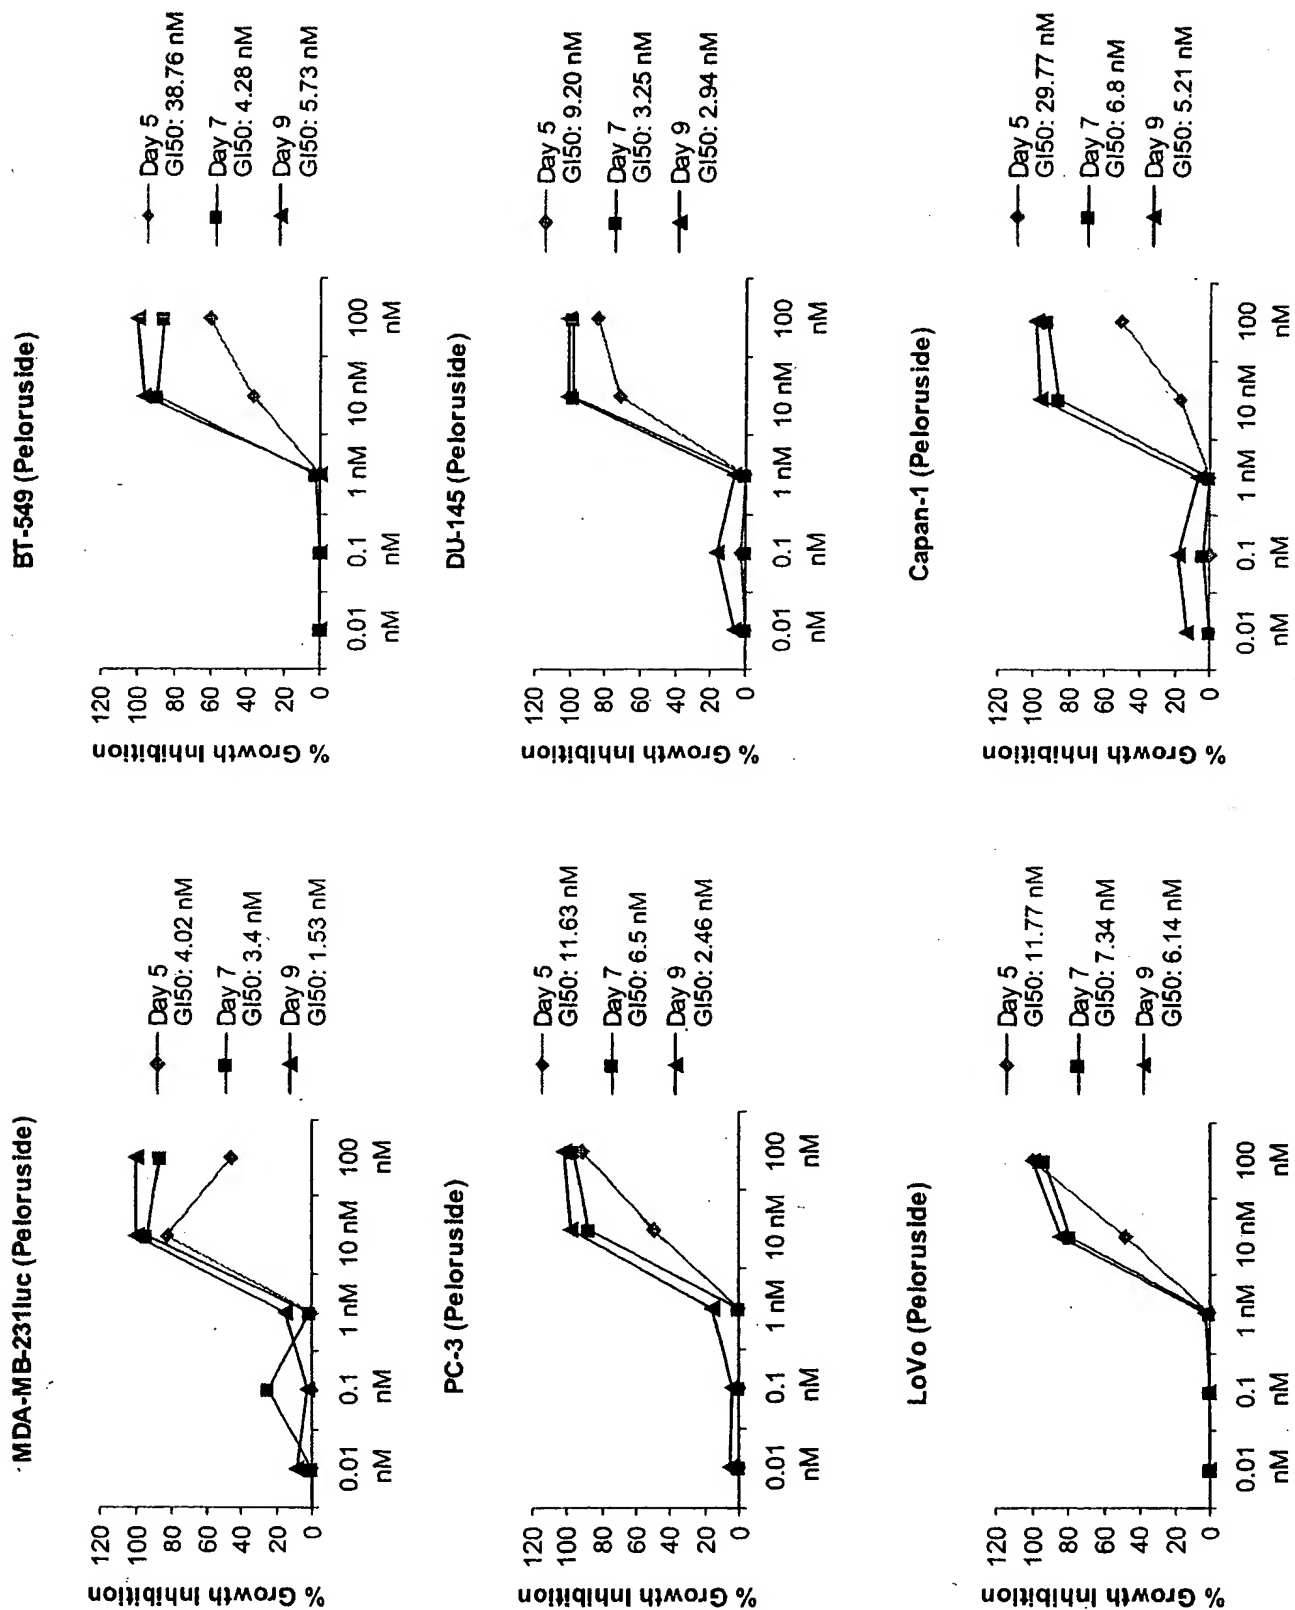 MDA-MB-231luc (Peloruside)
% Growth Inhibition
120
100
80
60
40
20
0
0.01 0.1 1 nM 10 nM 100
nM nM nM
Day 5
GI50: 4.02 nM
Day 7
GI50: 3.4 nM
Day 9
GI50: 1.53 nM
BT-549 (Peloruside)
% Growth Inhibition
120
100
80
60
40
20
0
0.01 0.1 1 nM 10 nM 100
nM nM nM
Day 5
GI50: 38.76 nM
Day 7
GI50: 4.28 nM
Day 9
GI50: 5.73 nM
PC-3 (Peloruside)
% Growth Inhibition
120
100
80
60
40
20
0
0.01 0.1 1 nM 10 nM 100
nM nM nM
Day 5
GI50: 11.63 nM
Day 7
GI50: 6.5 nM
Day 9
GI50: 2.46 nM
DU-145 (Peloruside)
% Growth Inhibition
120
100
80
60
40
20
0
0.01 0.1 1 nM 10 nM 100
nM nM nM
Day 5
GI50: 9.20 nM
Day 7
GI50: 3.25 nM
Day 9
GI50: 2.94 nM
LoVo (Peloruside)
% Growth Inhibition
120
100
80
60
40
20
0
0.01 0.1 1 nM 10 nM 100
nM nM nM
Day 5
GI50: 11.77 nM
Day 7
GI50: 7.34 nM
Day 9
GI50: 6.14 nM
Capan-1 (Peloruside)
% Growth Inhibition
120
100
80
60
40
20
0
0.01 0.1 1 nM 10 nM 100
nM nM nM
Day 5
GI50: 29.77 nM
Day 7
GI50: 6.8 nM
Day 9
GI50: 5.21 nM